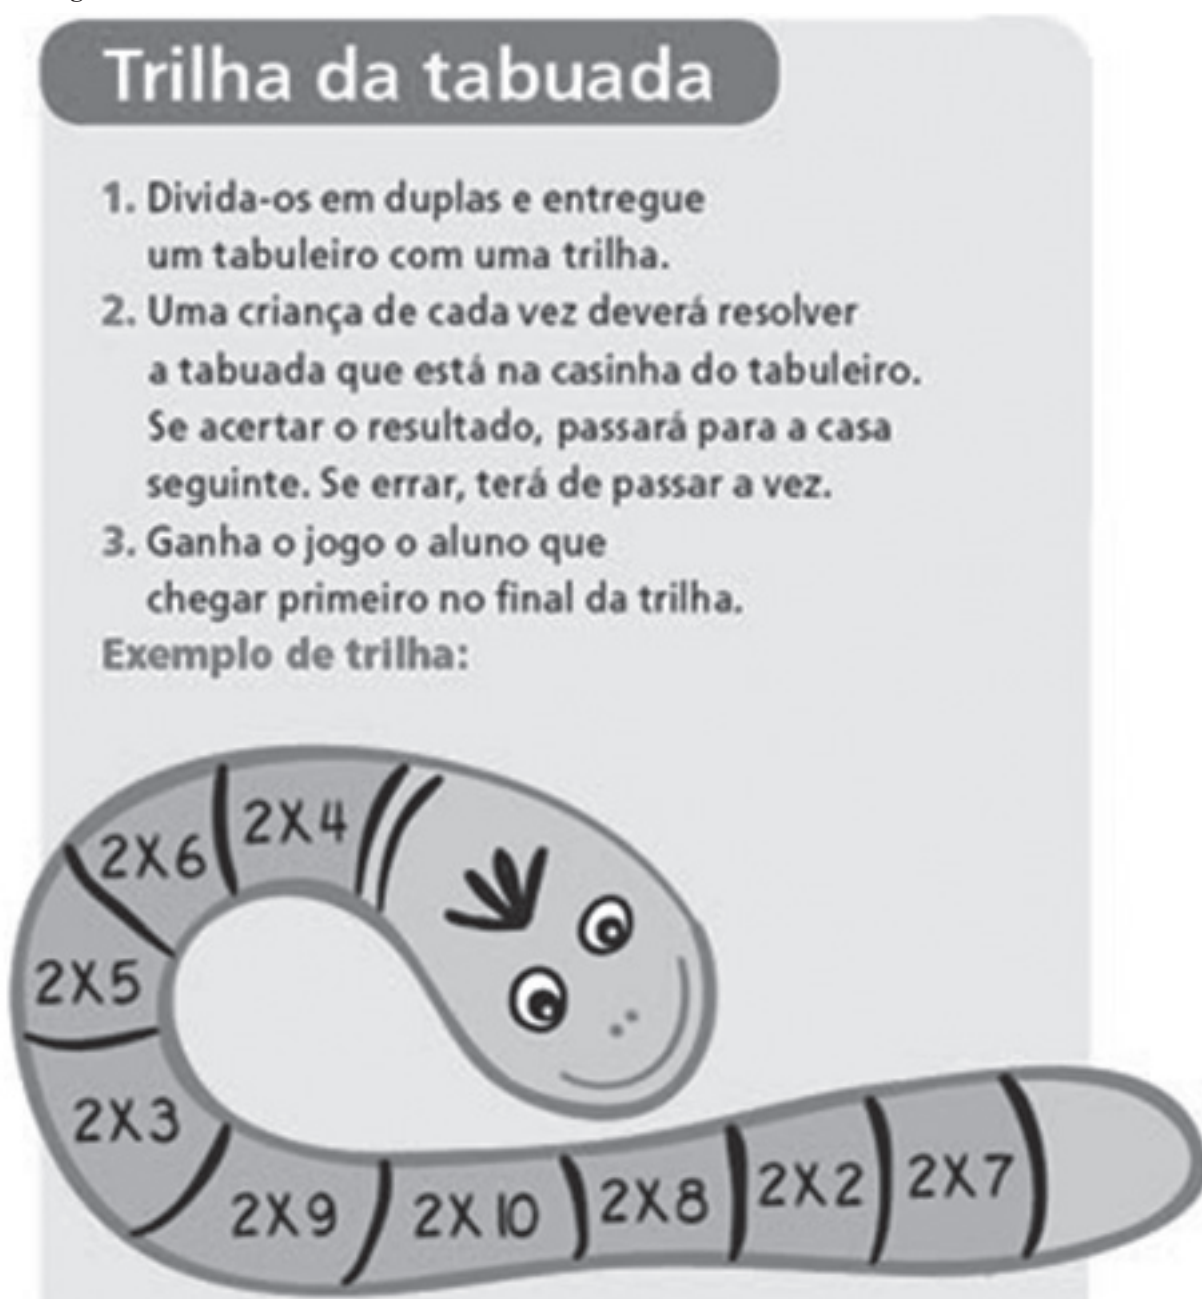 Trilha da tabuada
1. Divida-os em duplas e entregue
um tabuleiro com uma trilha.
2. Uma criança de cada vez deverá resolver
a tabuada que está na casinha do tabuleiro.
Se acertar o resultado, passará para a casa
seguinte. Se errar, terá de passar a vez.
3. Ganha o jogo o aluno que
chegar primeiro no final da trilha.
Exemplo de trilha:
2X4
2X6
2X5
2X3
2X9
2X10
2X8
2X2
2X7